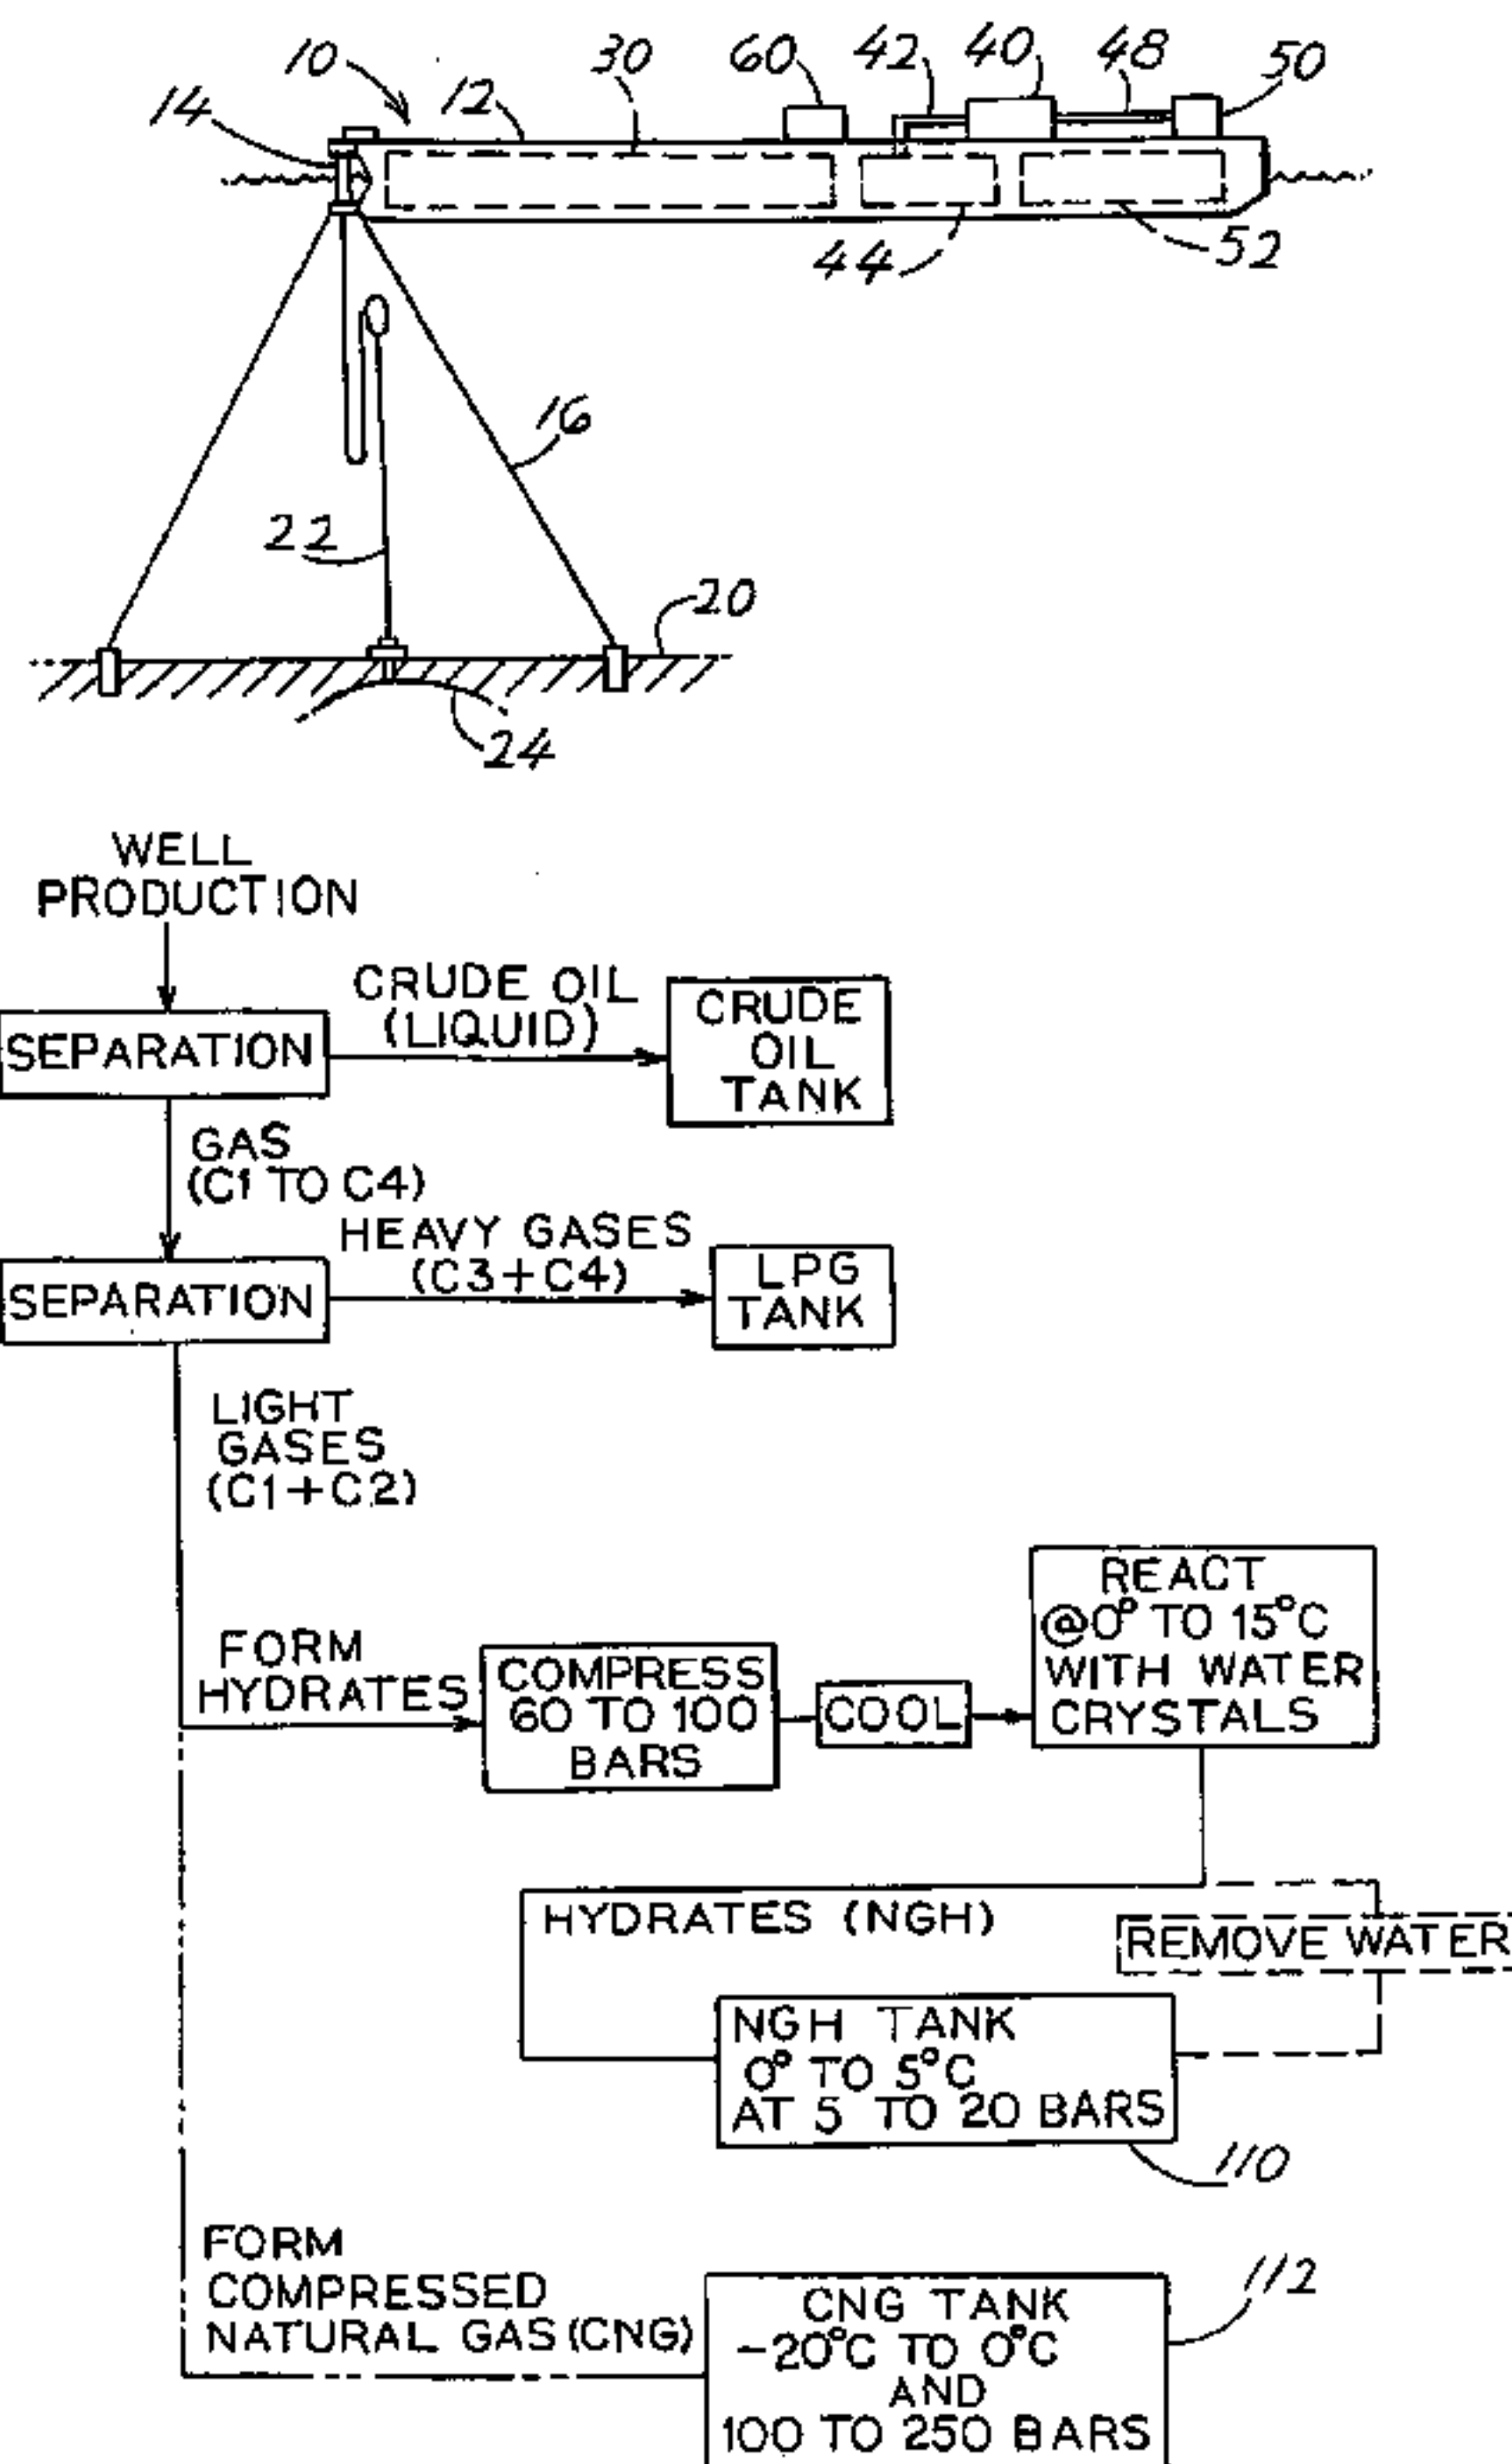 10
30
60
42
40
48
50
14
12
44
52
16
22
20
24
WELL
PRODUCTION
CRUDE OIL
(LIQUID)
CRUDE
OIL
TANK
SEPARATION
GAS
(C1 TO C4)
HEAVY GASES
(C3+C4)
LPG
TANK
SEPARATION
LIGHT
GASES
(C1+C2)
REACT
@0° TO 15°C
WITH WATER
CRYSTALS
FORM
HYDRATES
COMPRESS
60 TO 100
BARS
COOL
HYDRATES (NGH)
REMOVE WATER
NGH TANK
0° TO 5°C
AT 5 TO 20 BARS
110
FORM
COMPRESSED
NATURAL GAS (CNG)
112
CNG TANK
-20°C TO 0°C
AND
100 TO 250 BARS